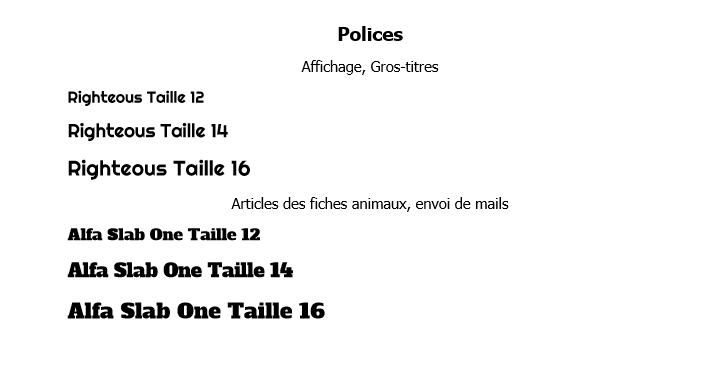 Polices
Affichage, Gros-titres
Righteous Taille 12
Righteous Taille 14
Righteous Taille 16
Articles des fiches animaux, envoi de mails
Alfa Slab One Taille 12
Alfa Slab One Taille 14
Alfa Slab One Taille 16